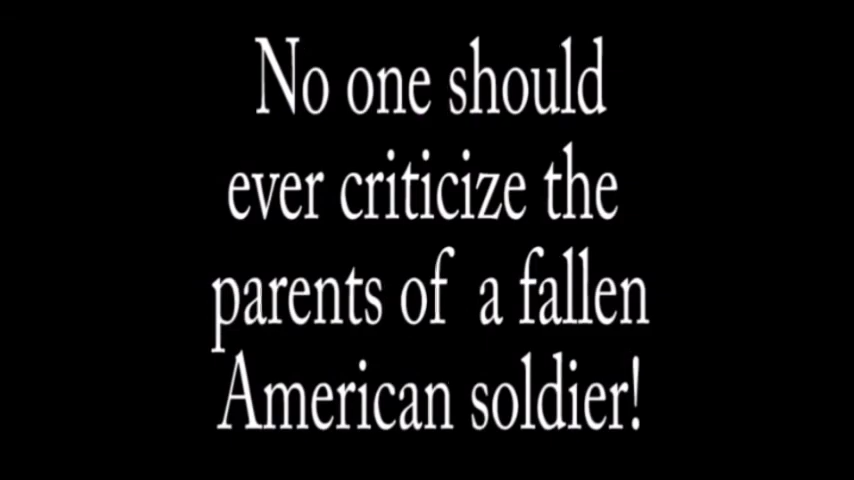 No one should
ever criticize the
parents of a fallen
American soldier!